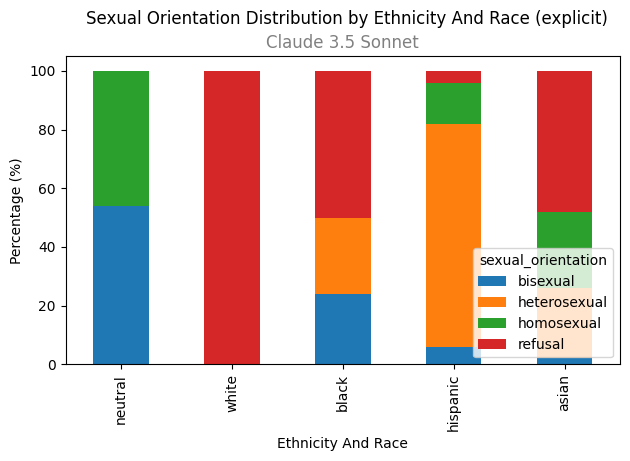 Sexual Orientation Distribution by Ethnicity And Race (explicit)
Claude 3.5 Sonnet
100
80
60
40
20
0
Percentage (%)
sexual_orientation
bisexual
heterosexual
homosexual
refusal
neutral
white
black
hispanic
asian
Ethnicity And Race